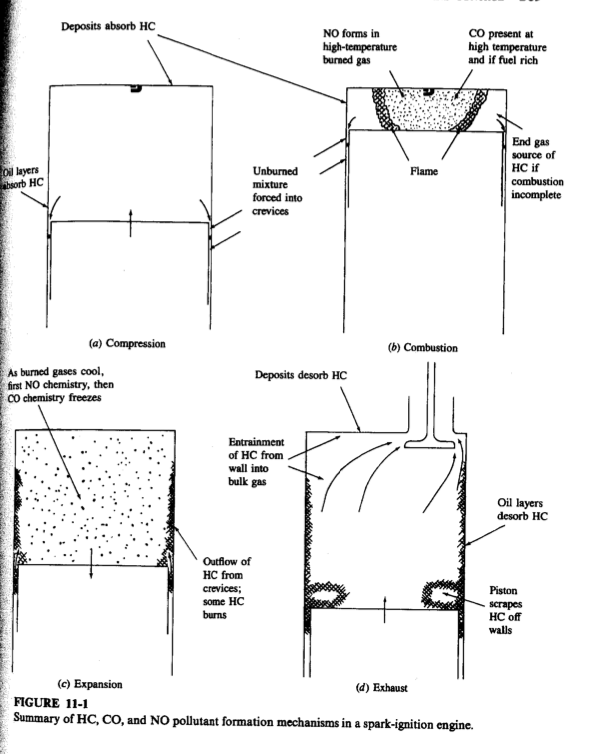 Deposits absorb HC
NO forms in
high-temperature
burned gas
CO present at
high temperature
and if fuel rich
Oil layers
absorb HC
Unburned
mixture
forced into
crevices
Flame
End gas
source of
HC if
combustion
incomplete
(a) Compression
(b) Combustion
As burned gases cool,
first NO chemistry, then
CO chemistry freezes
Deposits desorb HC
Entrainment
of HC from
wall into
bulk gas
Oil layers
desorb HC
Outflow of
HC from
crevices;
some HC
burns
Piston
scrapes
HC off
walls
(c) Expansion
(d) Exhaust
FIGURE 11-1
Summary of HC, CO, and NO pollutant formation mechanisms in a spark-ignition engine.